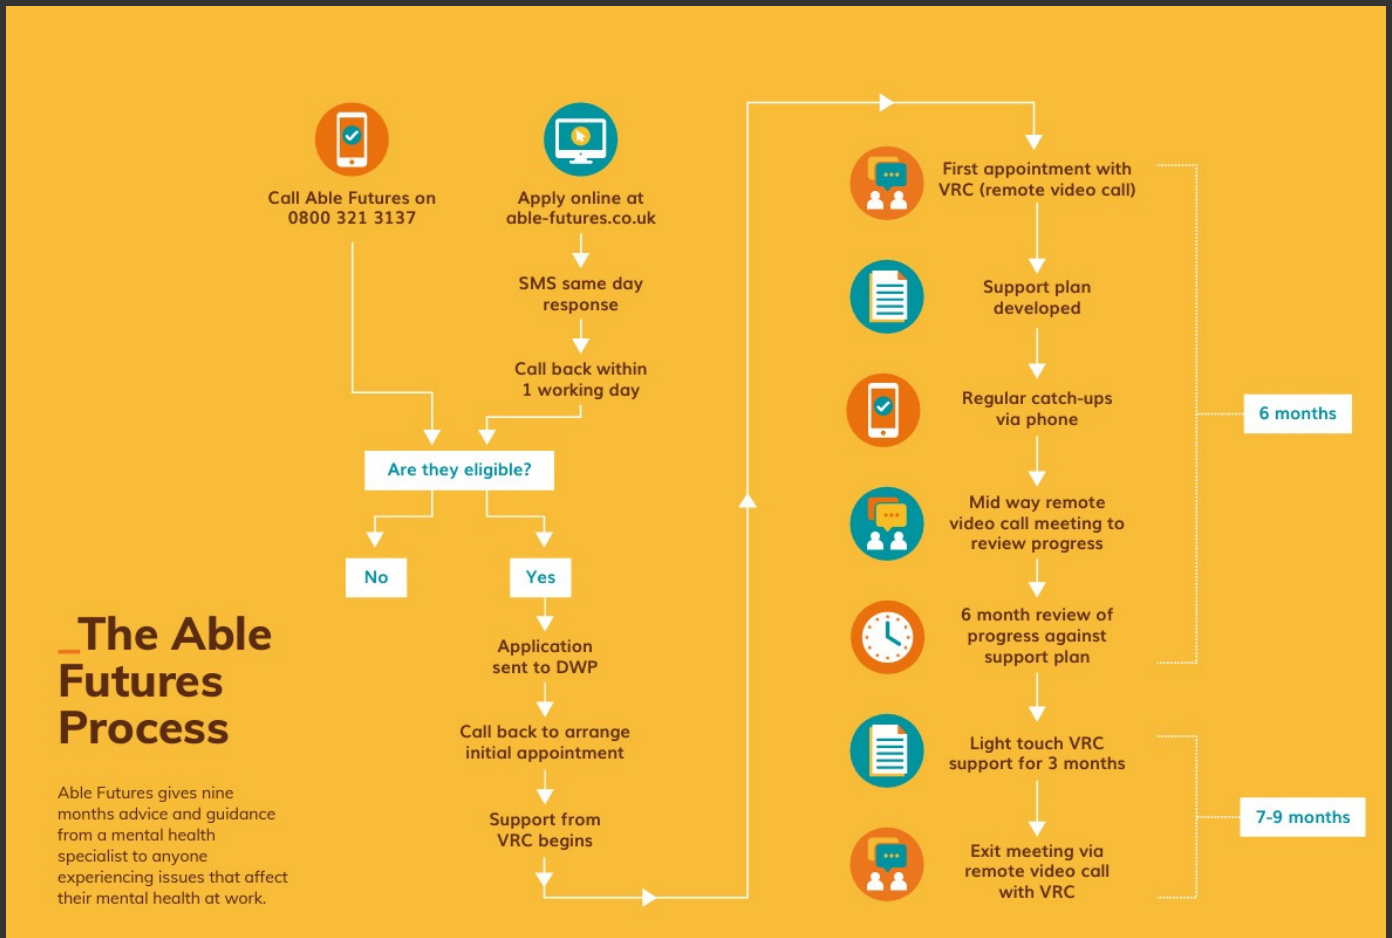 Call Able Futures on
0800 321 3137
Apply online at
able-futures.co.uk
SMS same day
response
Call back within
1 working day
Are they eligible?
No
Yes
Application
sent to DWP
Call back to arrange
initial appointment
Support from
VRC begins
_The Able
Futures
Process
Able Futures gives nine
months advice and guidance
from a mental health
specialist to anyone
experiencing issues that affect
their mental health at work.
First appointment with
VRC (remote video call)
Support plan
developed
Regular catch-ups
via phone
Mid way remote
video call meeting to
review progress
6 month review of
progress against
support plan
6 months
Light touch VRC
support for 3 months
Exit meeting via
remote video call
with VRC
7-9 months